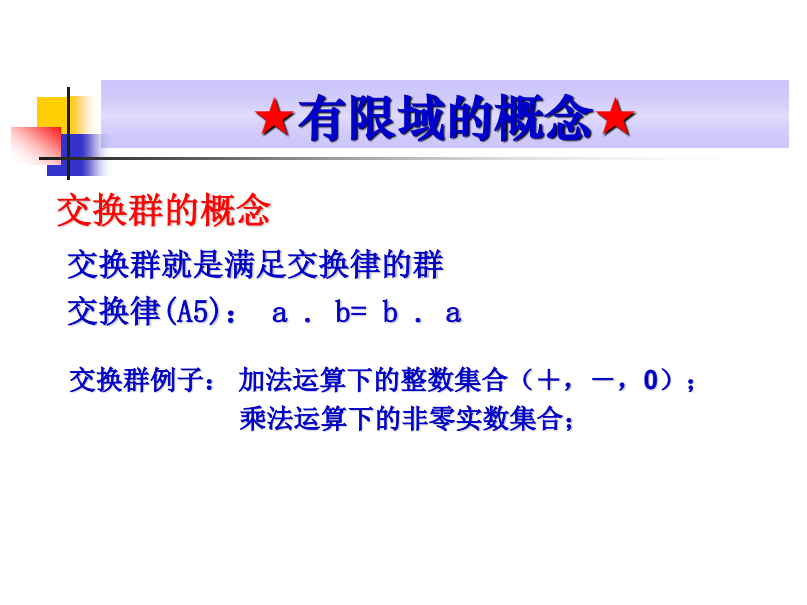 ★有限域的概念★
交换群的概念
交换群就是满足交换律的群
交换律(A5)： a . b= b . a
交换群例子： 加法运算下的整数集合（＋，－，0）；
乘法运算下的非零实数集合；